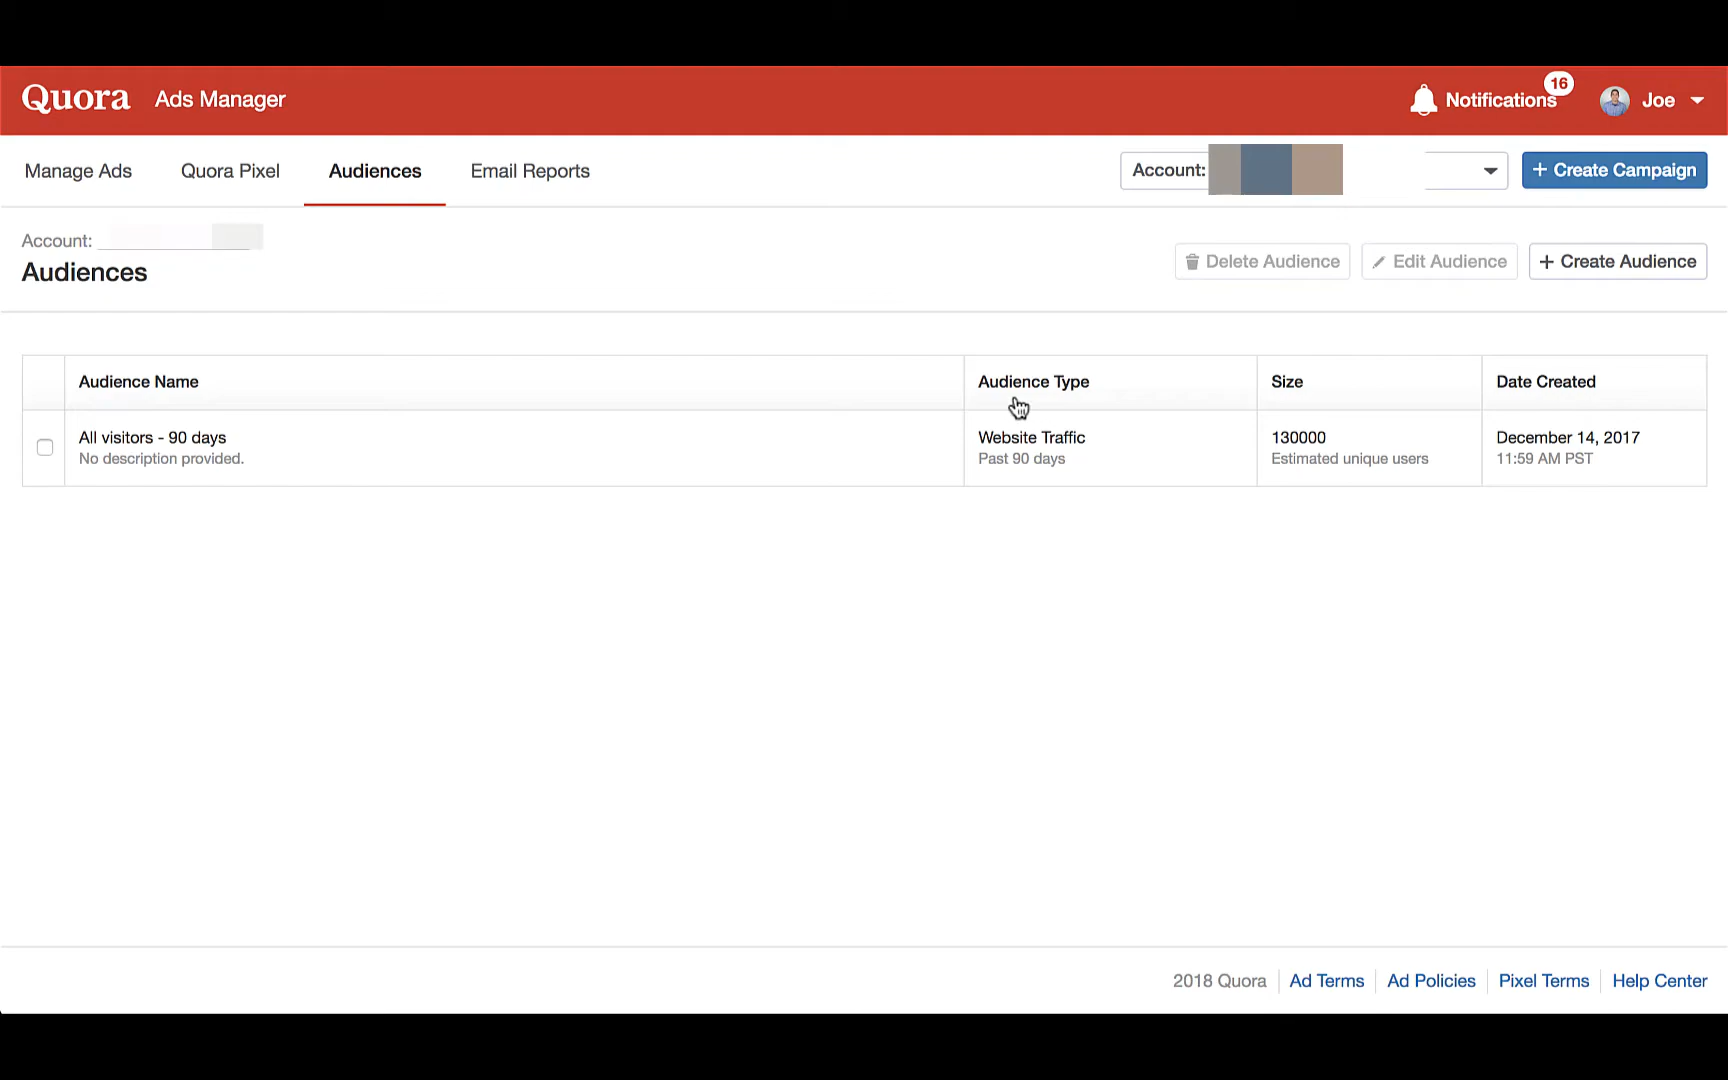 Quora Ads Manager
Notifications 16 Joe
Manage Ads Quora Pixel Audiences Email Reports Account: + Create Campaign
Account:
Audiences
Delete Audience Edit Audience + Create Audience
Audience Name Audience Type Size Date Created
All visitors - 90 days Website Traffic 130000 December 14, 2017
No description provided. Past 90 days Estimated unique users 11:59 AM PST
2018 Quora Ad Terms Ad Policies Pixel Terms Help Center